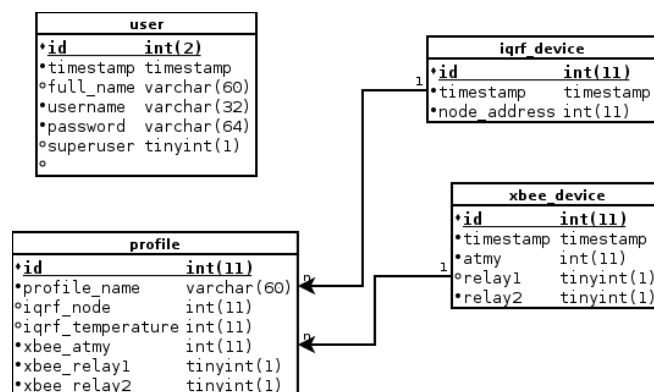 user
id int(2)
timestamp timestamp
full_name varchar(60)
username varchar(32)
password varchar(64)
superuser tinyint(1)
iqrf_device
id int(11)
timestamp timestamp
node_address int(11)
1
xbee_device
id int(11)
timestamp timestamp
atmy int(11)
relay1 tinyint(1)
relay2 tinyint(1)
1
profile
id int(11)
profile_name varchar(60)
iqrf_node int(11)
iqrf_temperature int(11)
xbee_atmy int(11)
xbee_relay1 tinyint(1)
xbee_relay2 tinyint(1)
n
n